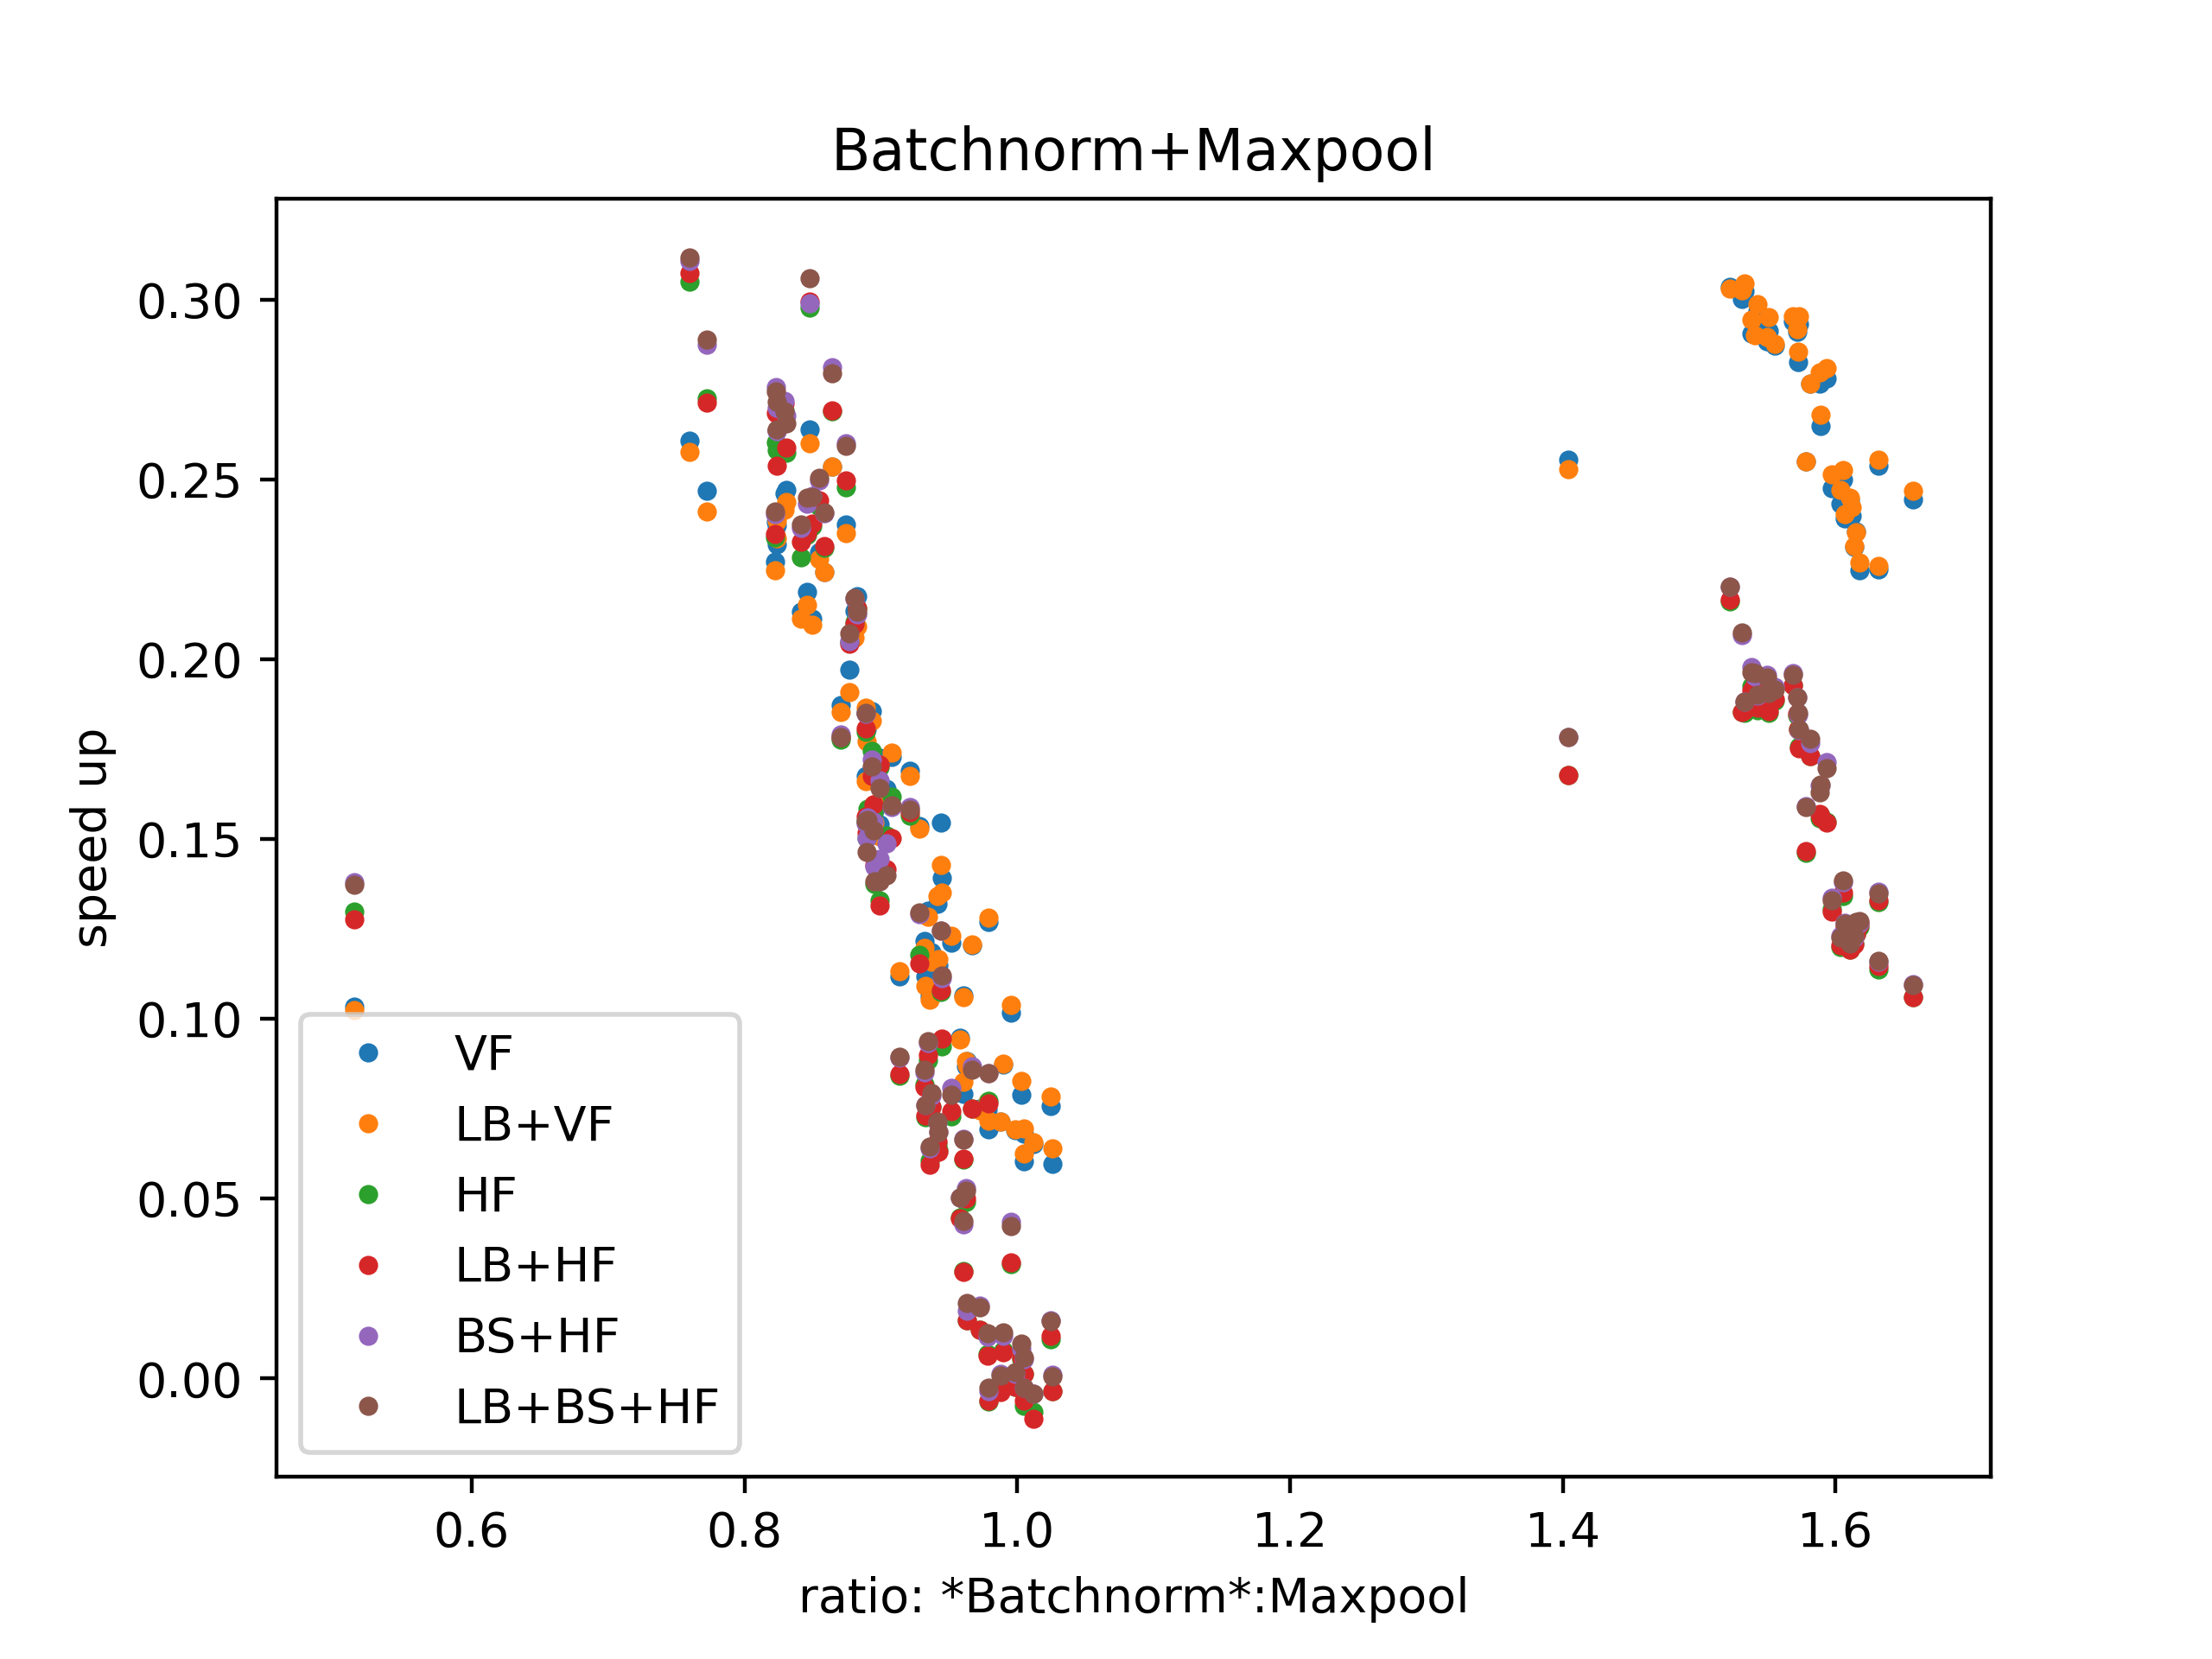 Batchnorm+Maxpool
speed up
0.30
0.25
0.20
0.15
0.10
0.05
0.00
VF
LB+VF
HF
LB+HF
BS+HF
LB+BS+HF
0.6 0.8 1.0 1.2 1.4 1.6
ratio: *Batchnorm*:Maxpool